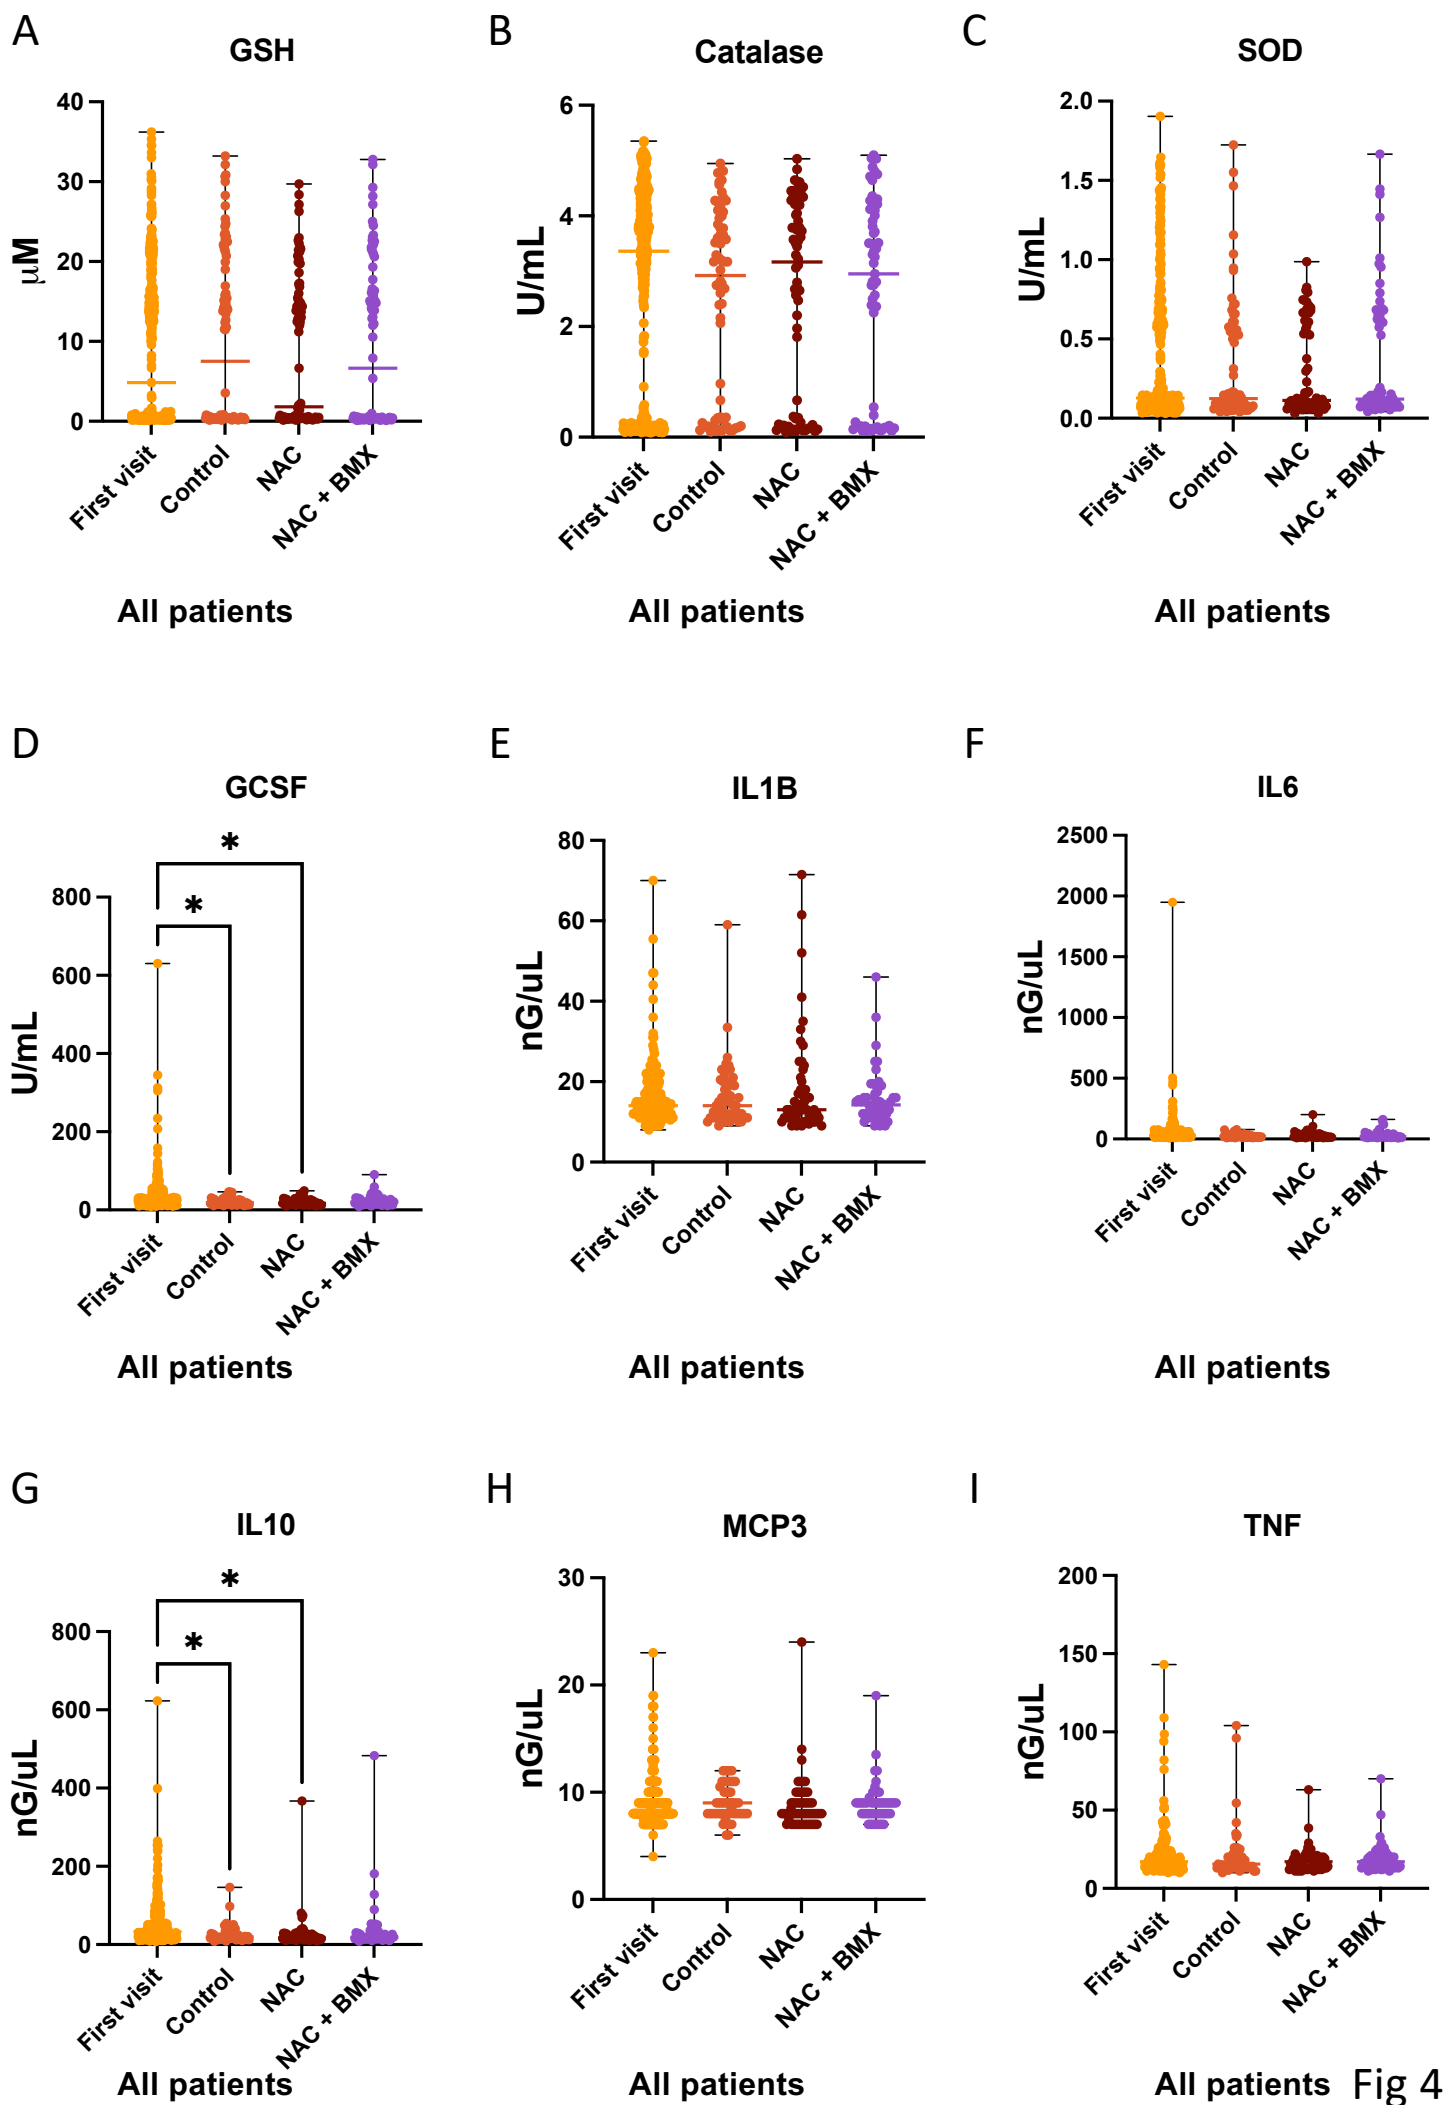 A
GSH
μM
40
30
20
10
0
First visit
Control
NAC
NAC + BMX
All patients
B
Catalase
U/mL
6
4
2
0
First visit
Control
NAC
NAC + BMX
All patients
C
SOD
U/mL
2.0
1.5
1.0
0.5
0.0
First visit
Control
NAC
NAC + BMX
All patients
D
GCSF
*
*
U/mL
800
600
400
200
0
First visit
Control
NAC
NAC + BMX
All patients
E
IL1B
nG/uL
80
60
40
20
0
First visit
Control
NAC
NAC + BMX
All patients
F
IL6
nG/uL
2500
2000
1500
1000
500
0
First visit
Control
NAC
NAC + BMX
All patients
G
IL10
*
*
nG/uL
800
600
400
200
0
First visit
Control
NAC
NAC + BMX
All patients
H
MCP3
nG/uL
30
20
10
0
First visit
Control
NAC
NAC + BMX
All patients
I
TNF
nG/uL
200
150
100
50
0
First visit
Control
NAC
NAC + BMX
All patients
Fig 4